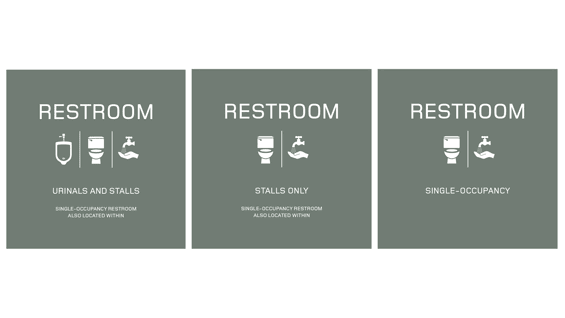 RESTROOM
URINALS AND STALLS
SINGLE-OCCUPANCY RESTROOM
ALSO LOCATED WITHIN
RESTROOM
STALLS ONLY
SINGLE-OCCUPANCY RESTROOM
ALSO LOCATED WITHIN
RESTROOM
SINGLE-OCCUPANCY